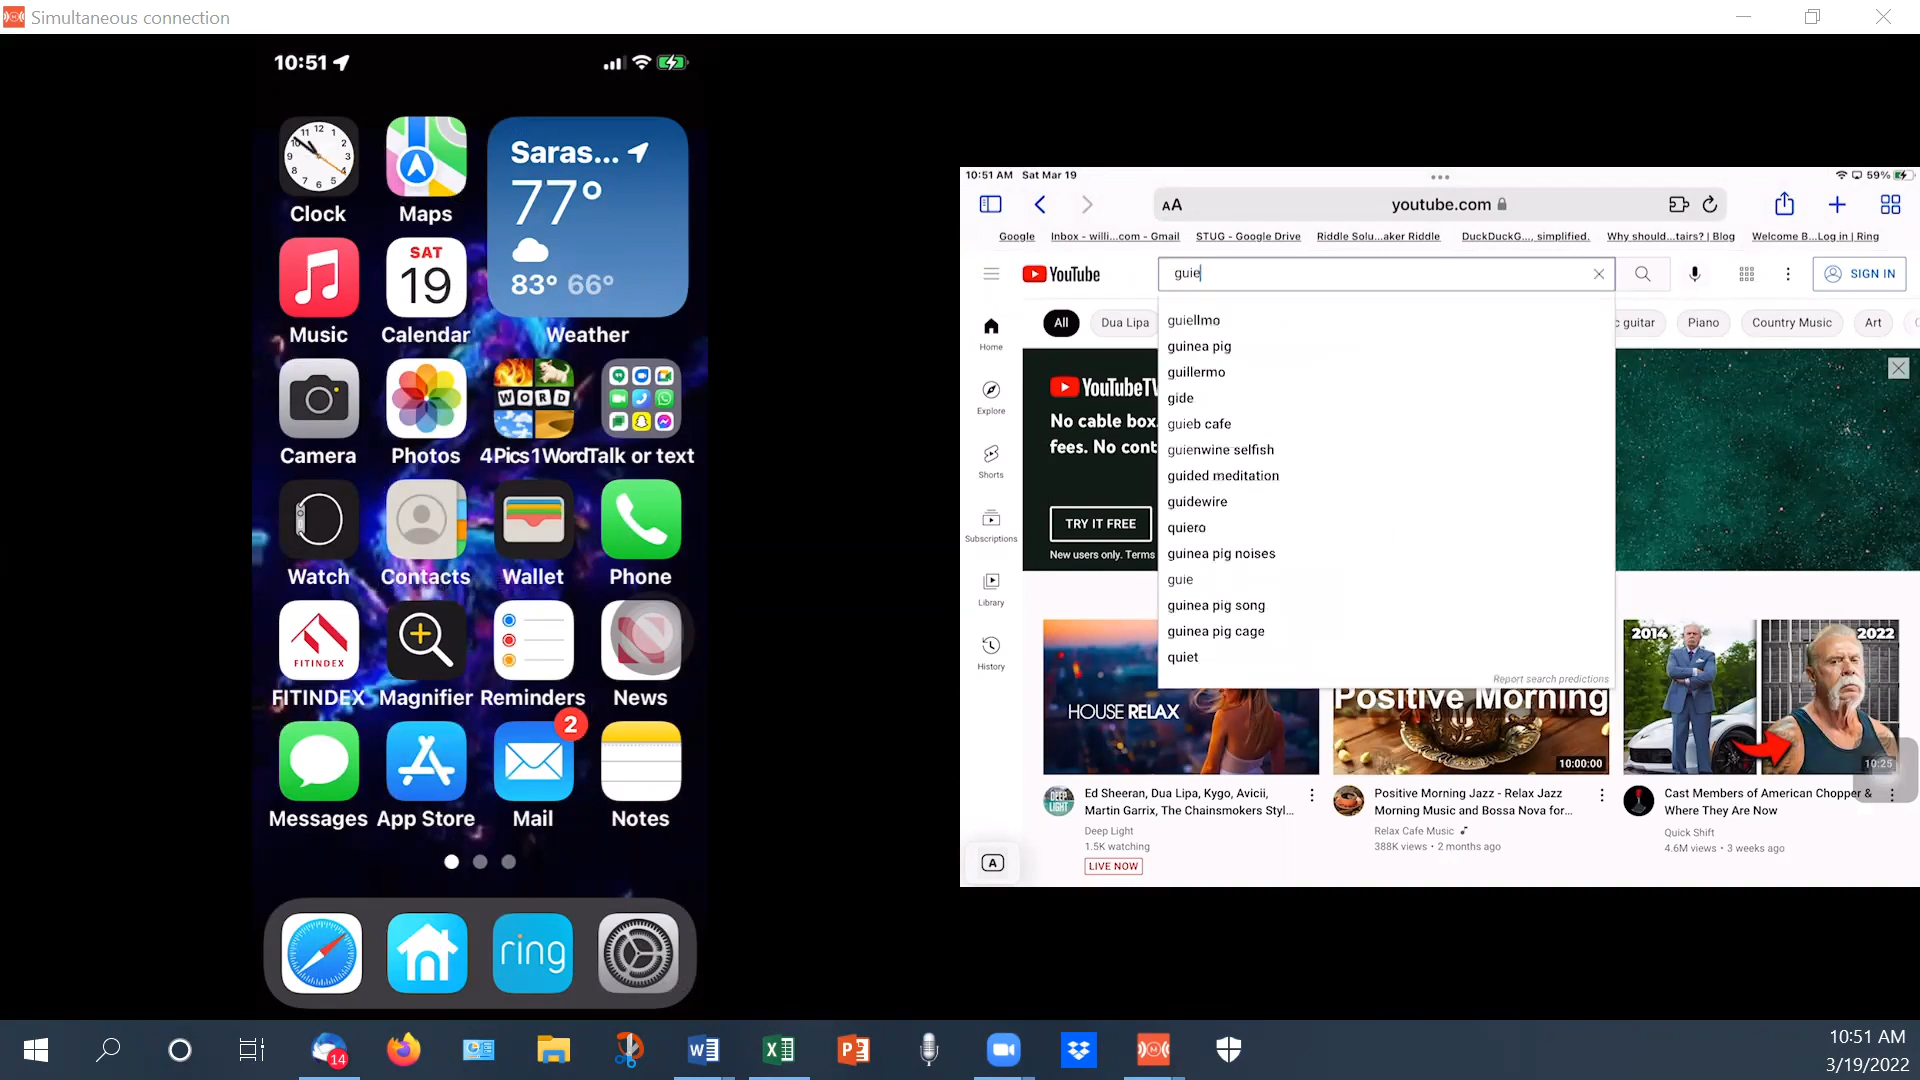 Simultaneous connection
10:51
Clock
Maps
Saras...
77°
83° 66°
Weather
Music
SAT
19
Calendar
Camera
Photos
WORD
4Pics1Word
Talk or text
Watch
Contacts
Wallet
Phone
FITINDEX
FITINDEX
Magnifier
Reminders
News
Messages
App Store
2
Mail
Notes
ring
10:51 AM Sat Mar 19
59%
AA
youtube.com
Google
Inbox - willi...com - Gmail
STUG - Google Drive
Riddle Solu...aker Riddle
DuckDuckG..., simplified.
Why should...tairs? | Blog
Welcome B...Log in | Ring
YouTube
guie
SIGN IN
All
Dua Lipa
c guitar
Piano
Country Music
Art
Home
Explore
Shorts
Subscriptions
Library
History
guiellmo
guinea pig
guillermo
gide
guieb cafe
guienwine selfish
guided meditation
guidewire
quiero
guinea pig noises
guie
guinea pig song
guinea pig cage
quiet
Report search predictions
YouTubeTV
No cable box.
fees. No cont
TRY IT FREE
New users only. Terms
HOUSE RELAX
Positive Morning
10:00:00
2014
2022
10:25
DEEP LIGHT
Ed Sheeran, Dua Lipa, Kygo, Avicii,
Martin Garrix, The Chainsmokers Styl...
Deep Light
1.5K watching
LIVE NOW
Positive Morning Jazz - Relax Jazz
Morning Music and Bossa Nova for...
Relax Cafe Music
388K views • 2 months ago
Cast Members of American Chopper &
Where They Are Now
Quick Shift
4.6M views • 3 weeks ago
A
14
10:51 AM
3/19/2022